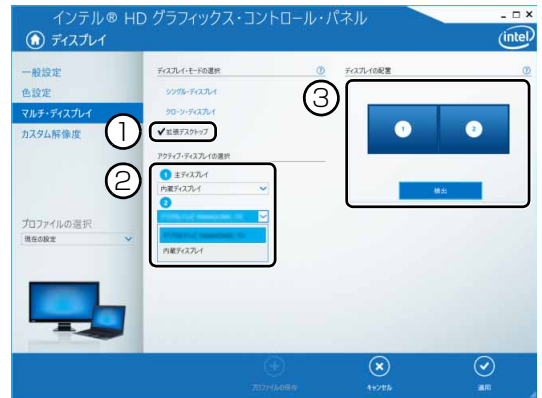 インテル® HD グラフィックス・コントロール・パネル
ディスプレイ
intel
一般設定
色設定
マルチ・ディスプレイ
カスタム解像度
プロファイルの選択
現在の設定
ディスプレイ・モードの選択
シングル・ディスプレイ
クローン・ディスプレイ
① 拡張デスクトップ
アクティブ・ディスプレイの選択
②
1 主ディスプレイ
内蔵ディスプレイ
2
内蔵ディスプレイ
ディスプレイの配置
③
1 2
検出
プロファイルの保存
キャンセル
適用